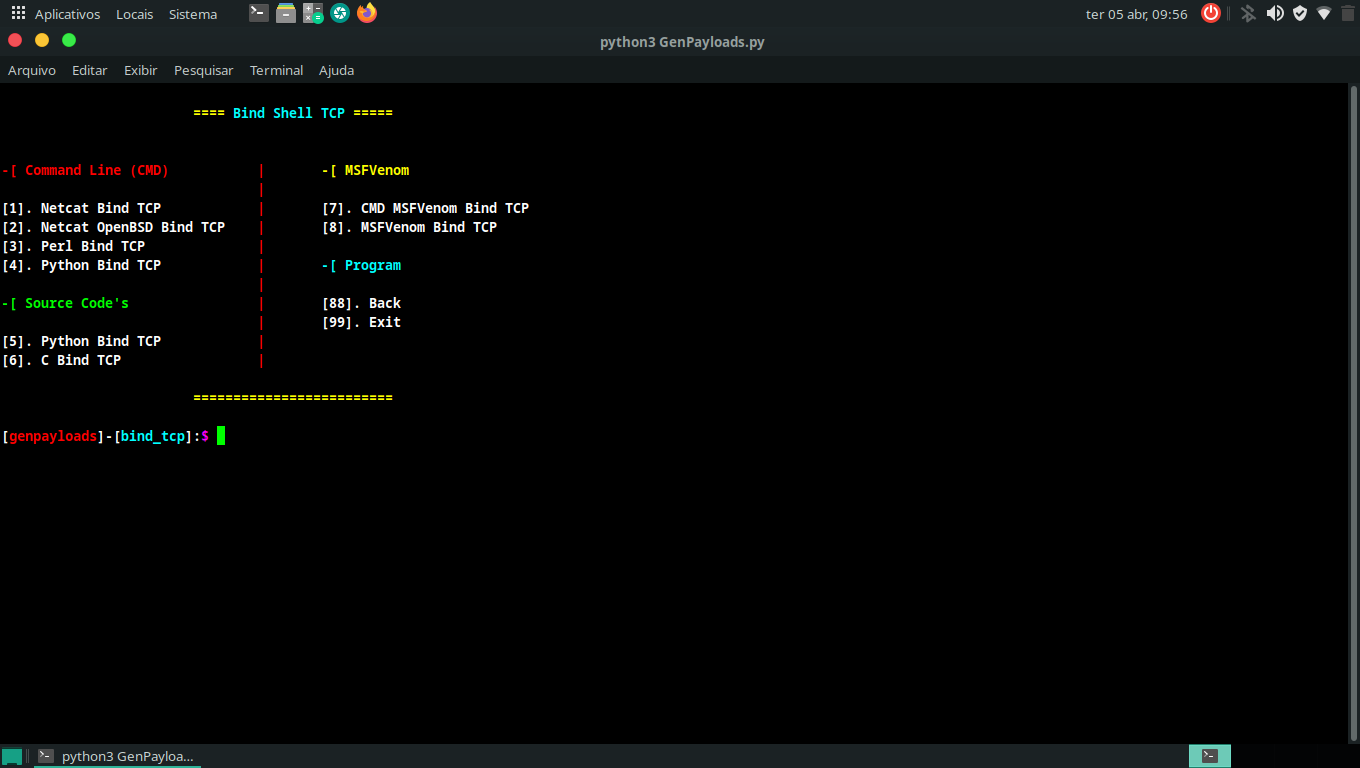 Aplicativos Locais Sistema ter 05 abr, 09:56
python3 GenPayloads.py
Arquivo Editar Exibir Pesquisar Terminal Ajuda
==== Bind Shell TCP =====
-[ Command Line (CMD) | -[ MSFVenom
|
[1]. Netcat Bind TCP | [7]. CMD MSFVenom Bind TCP
[2]. Netcat OpenBSD Bind TCP | [8]. MSFVenom Bind TCP
[3]. Perl Bind TCP |
[4]. Python Bind TCP | -[ Program
|
-[ Source Code's | [88]. Back
| [99]. Exit
[5]. Python Bind TCP |
[6]. C Bind TCP |
=========================
[genpayloads]-[bind_tcp]:$
python3 GenPayloa...